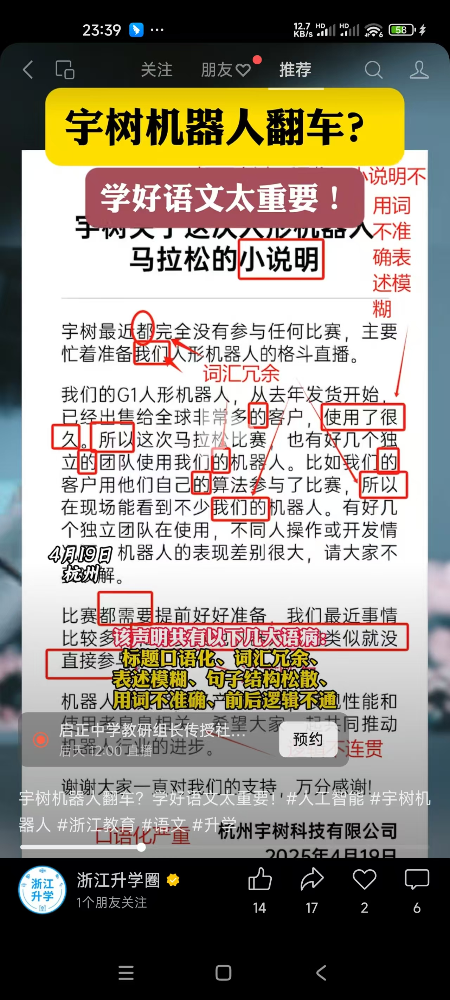 23:39
12.7 KB/s HD HD 6 58
关注 朋友 推荐
宇树机器人翻车?
小说明不
学好语文太重要！
用词
不准
确表
述模
糊
宇树关于这次人形机器人
马拉松的小说明
宇树最近都完全没有参与任何比赛，主要
忙着准备我们人形机器人的格斗直播。
词汇冗余
我们的G1人形机器人，从去年发货开始，
已经出售给全球非常多的客户，使用了很
久。所以这次马拉松比赛，也有好几个独
立的团队使用我们的机器人。比如我们的
客户用他们自己的算法参与了比赛，所以
在现场能看到不少我们的机器人。有好几
个独立团队在使用，不同人操作或开发情
机器人的表现差别很大，请大家不
解。
4月19日
杭州
比赛都需要提前好好准备，我们最近事情
比较多
类似就没
直接参
该声明共有以下几大语病:
标题口语化、词汇冗余、
表述模糊、句子结构松散、
用词不准确、前后逻辑不通
机器人
性能和
使用者息息相关，希望大家一起共同推动
机器人行业的进步。
逻辑不连贯
启正中学教研组长传授社...
后天 12:00 直播
预约
谢谢大家一直对我们的支持，万分感谢!
宇树机器人翻车？学好语文太重要！#人工智能 #宇树机
器人 #浙江教育 #语文 #升学
口语化严重
杭州宇树科技有限公司
2025年4月19日
浙江
升学
浙江升学圈
1个朋友关注
14 17 2 6